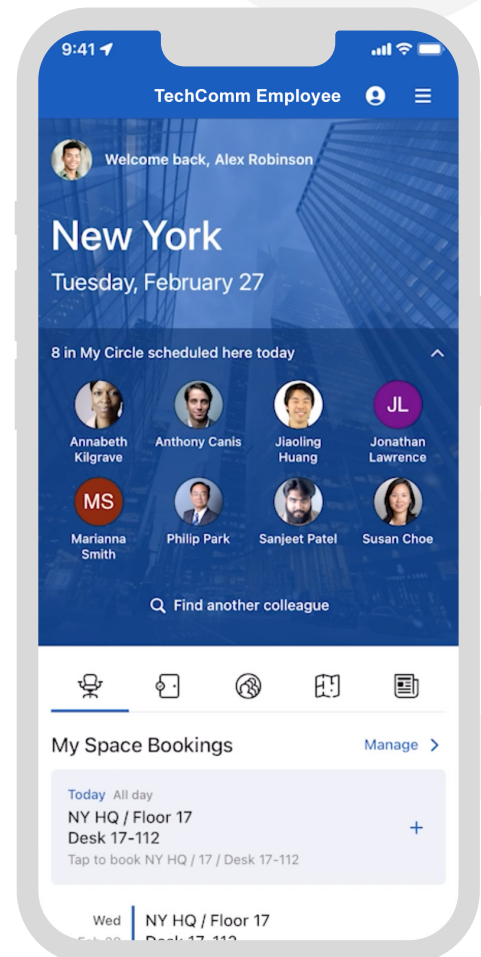 9:41
TechComm Employee
Welcome back, Alex Robinson
New York
Tuesday, February 27
8 in My Circle scheduled here today
JL
Annabeth Kilgrave
Anthony Canis
Jiaoling Huang
Jonathan Lawrence
MS
Marianna Smith
Philip Park
Sanjeet Patel
Susan Choe
Find another colleague
My Space Bookings
Manage
Today All day
NY HQ / Floor 17
Desk 17-112
Tap to book NY HQ / 17 / Desk 17-112
Wed
NY HQ / Floor 17
Desk 17-112